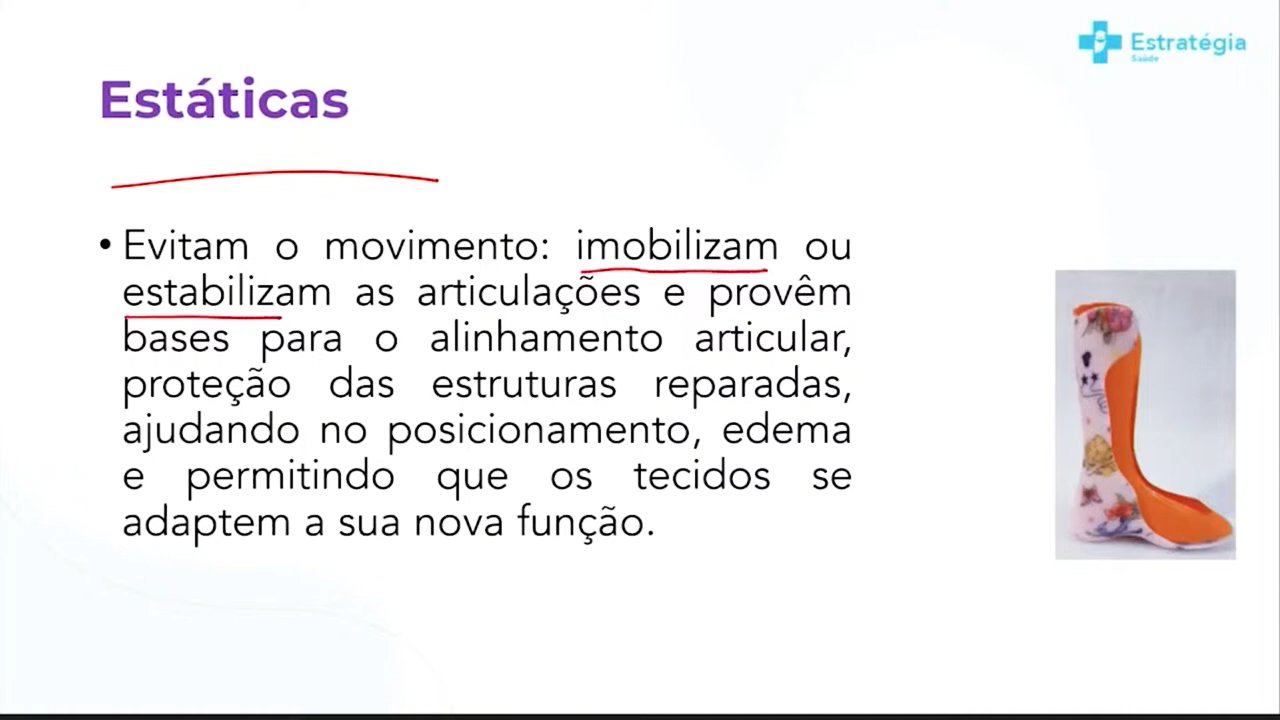 Estratégia
Saúde
Estáticas
• Evitam o movimento: imobilizam ou
estabilizam as articulações e provêm
bases para o alinhamento articular,
proteção das estruturas reparadas,
ajudando no posicionamento, edema
e permitindo que os tecidos se
adaptem a sua nova função.